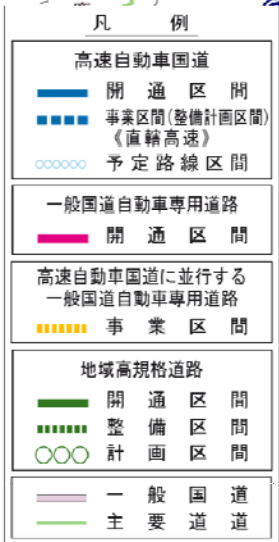 凡例
高速自動車国道
開通区間
事業区間(整備計画区間)
《直轄高速》
予定路線区間
一般国道自動車専用道路
開通区間
高速自動車国道に並行する
一般国道自動車専用道路
事業区間
地域高規格道路
開通区間
整備区間
計画区間
一般国道
主要道道